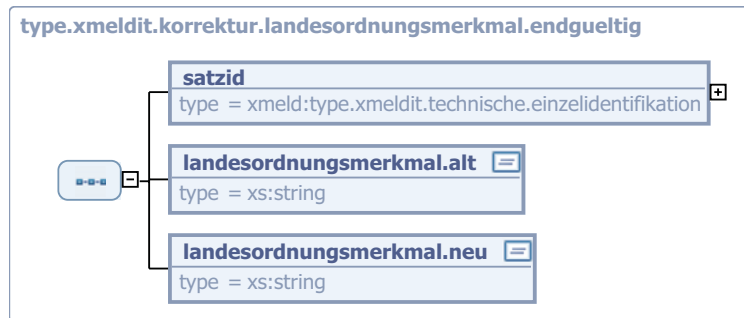 type.xmeldit.korrektur.landesordnungsmerkmal.endgueltig
satzid
type = xmeld:type.xmeldit.technische.einzelidentifikation
landesordnungsmerkmal.alt
type = xs:string
landesordnungsmerkmal.neu
type = xs:string